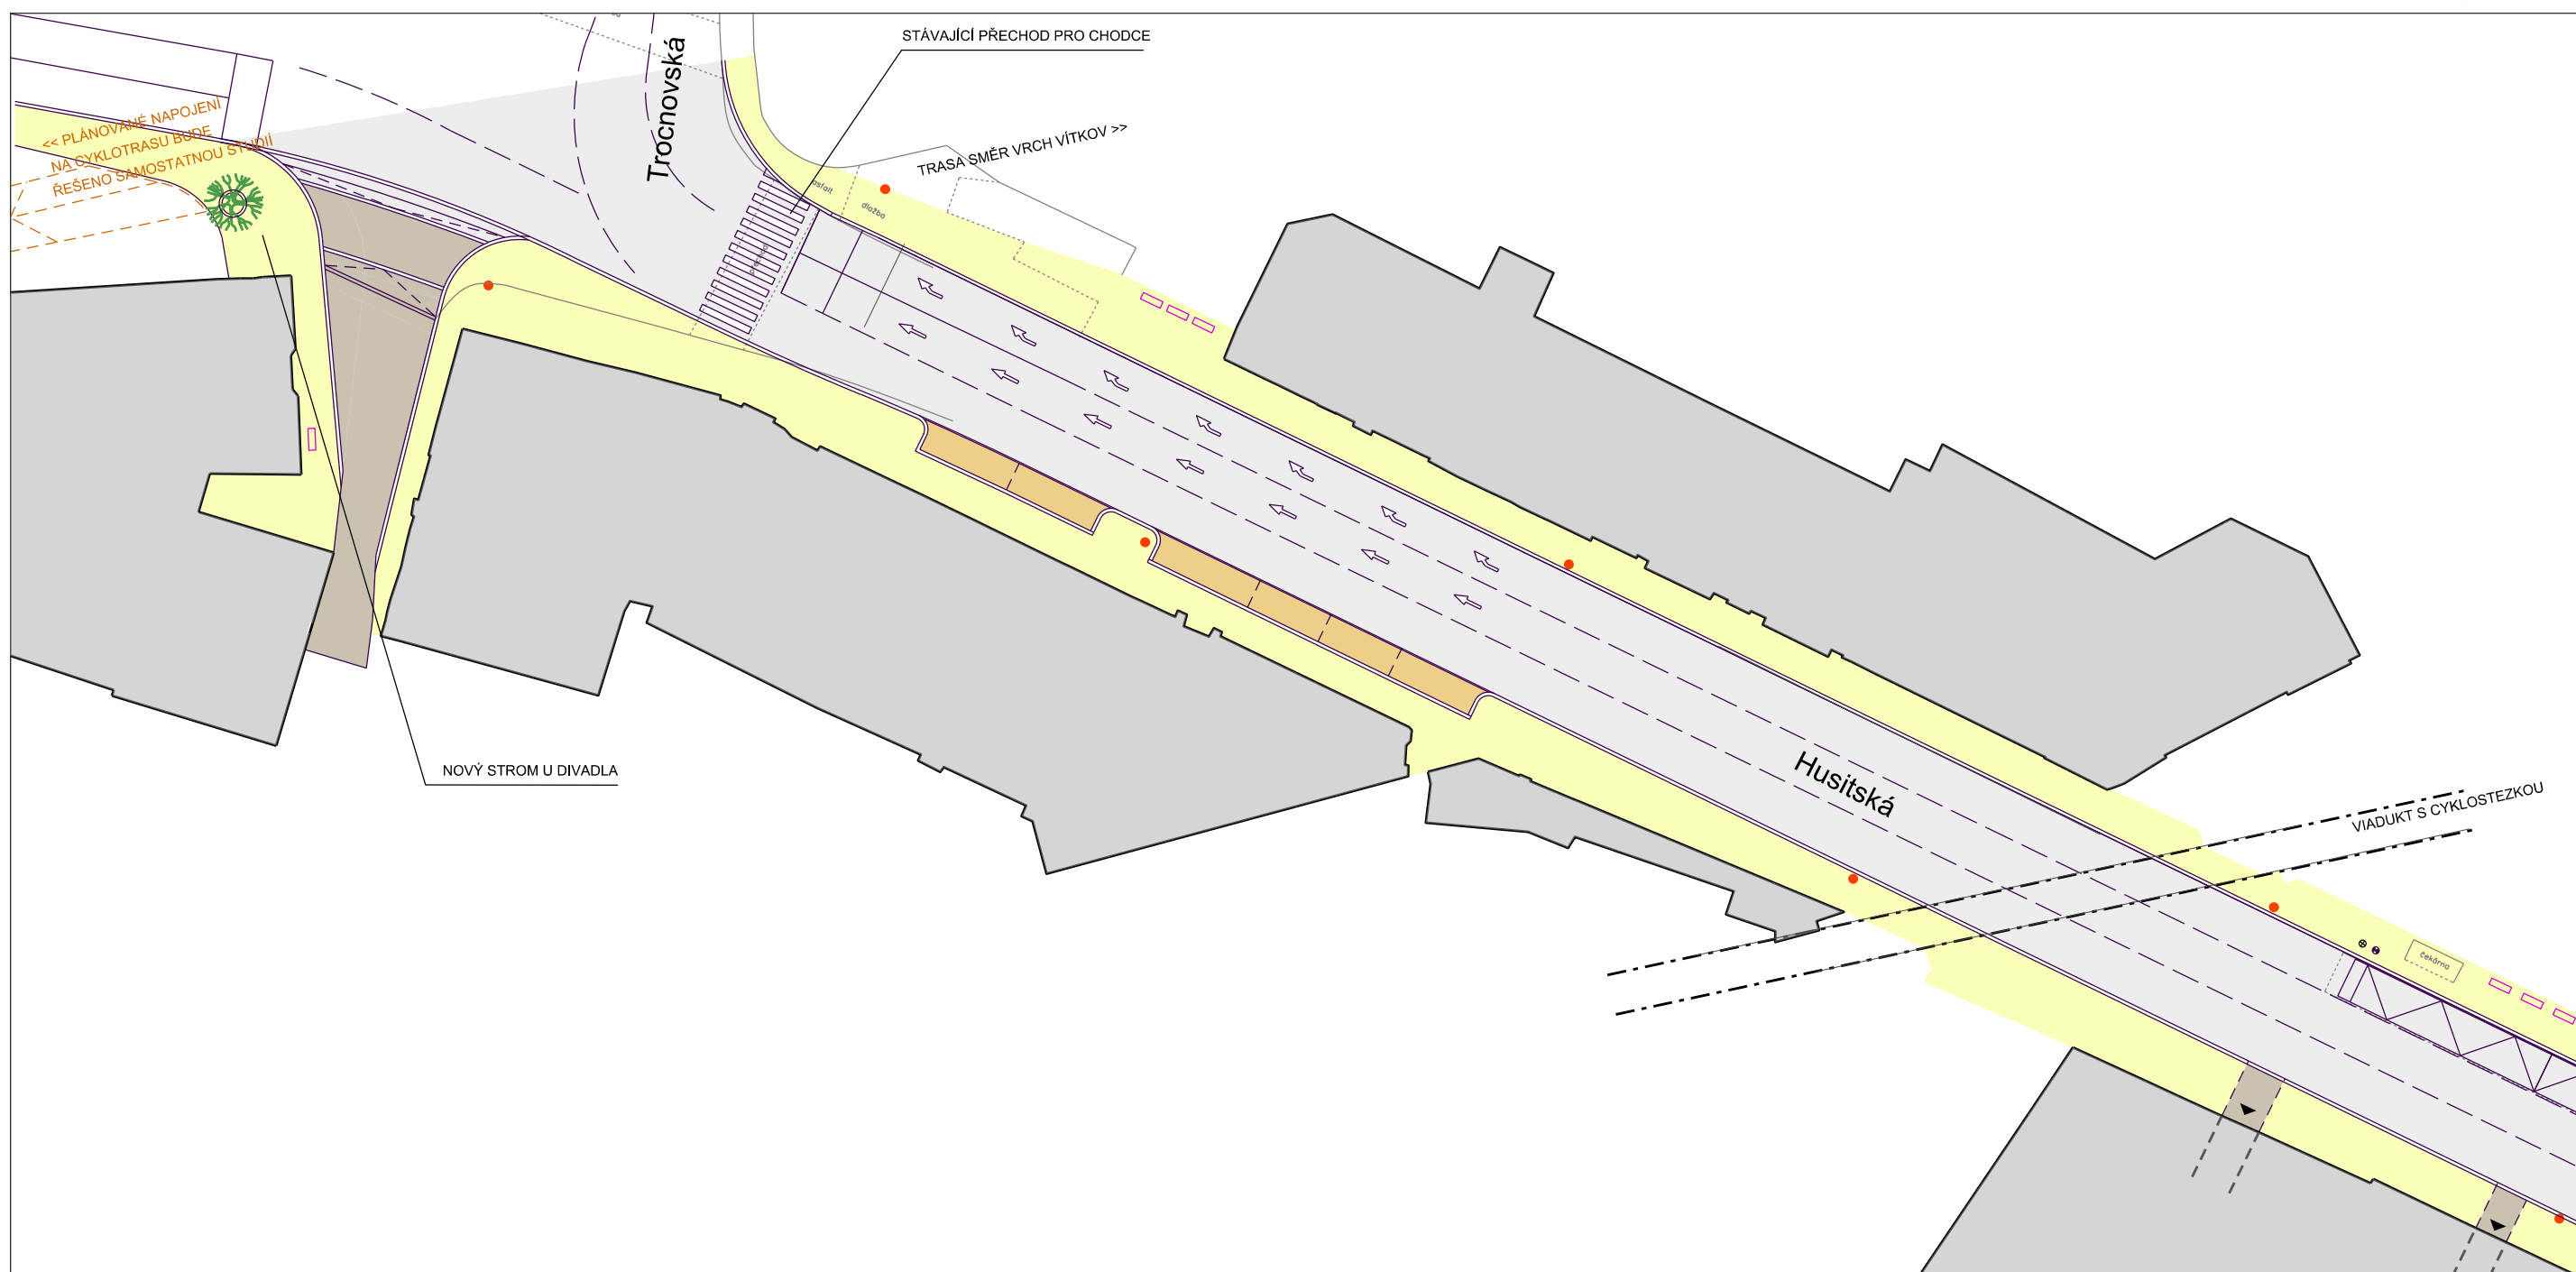 STÁVAJÍCÍ PŘECHOD PRO CHODCE
Trocnovská
<< PLÁNOVANÉ NAPOJENÍ
NA CYKLOTRASU BUDE
ŘEŠENO SAMOSTATNOU STUDIÍ
TRASA SMĚR VRCH VÍTKOV >>
asfalt
dlažba
NOVÝ STROM U DIVADLA
Husitská
VIADUKT S CYKLOSTEZKOU
čekárna